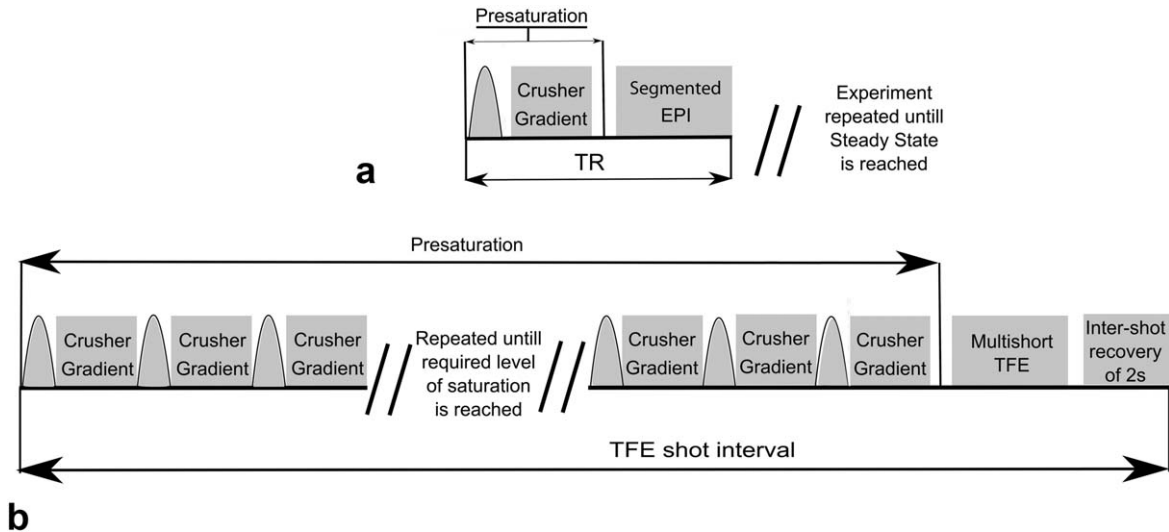 Presaturation
Crusher
Gradient
Segmented
EPI
Experiment
repeated untill
Steady State
is reached
TR
a
Presaturation
Crusher
Gradient
Crusher
Gradient
Crusher
Gradient
Repeated untill
required level
of saturation
is reached
Crusher
Gradient
Crusher
Gradient
Crusher
Gradient
Multishort
TFE
Inter-shot
recovery
of 2s
TFE shot interval
b